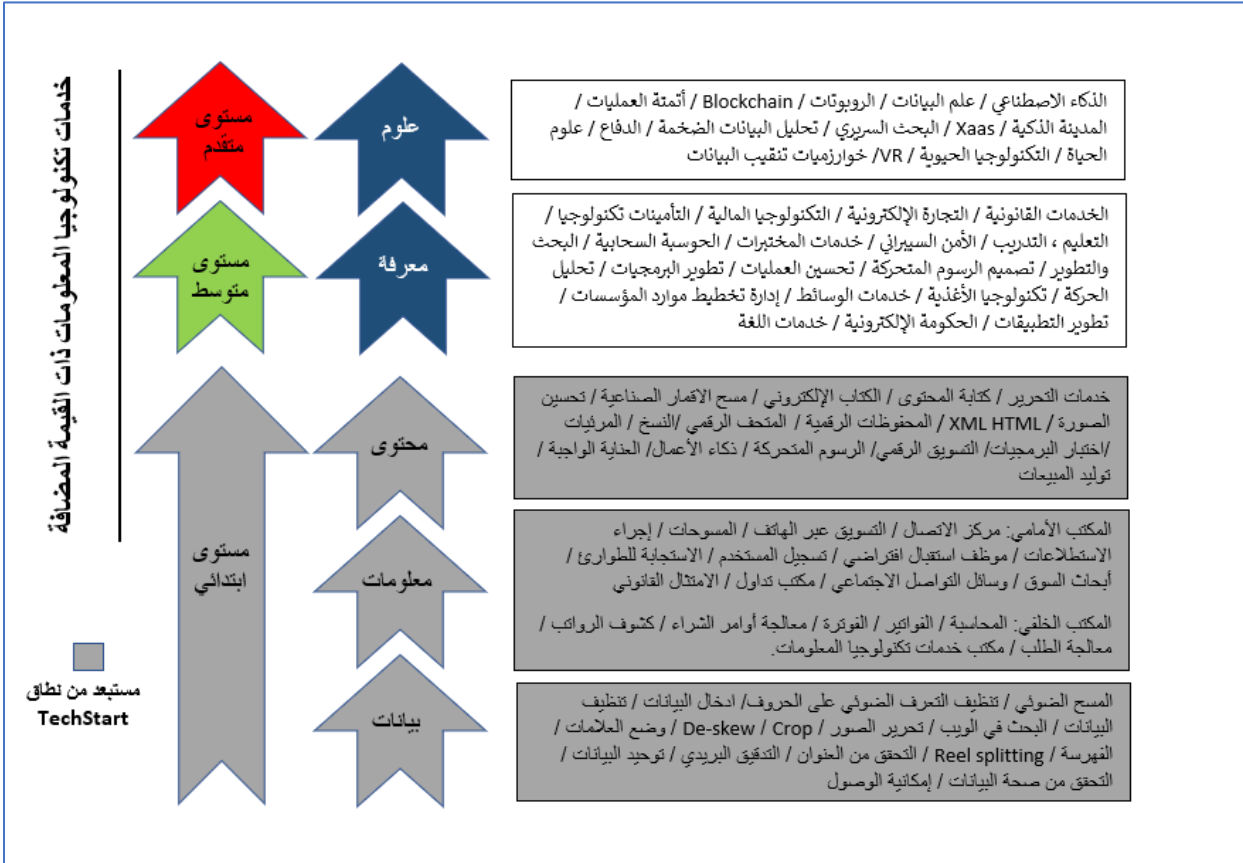 خدمات تكنولوجيا المعلومات ذات القيمة المضافة
مستوى
متقدم
علوم
الذكاء الاصطناعي / علم البيانات / الروبوتات / Blockchain / أتمتة العمليات /
المدينة الذكية / Xaas / البحث السريري / تحليل البيانات الضخمة / الدفاع / علوم
الحياة / التكنولوجيا الحيوية / VR/ خوارزميات تنقيب البيانات
مستوى
متوسط
معرفة
الخدمات القانونية / التجارة الإلكترونية / التكنولوجيا المالية / التأمينات تكنولوجيا /
التعليم ، التدريب / الأمن السيبراني / خدمات المختبرات / الحوسبة السحابية / البحث
والتطوير / تصميم الرسوم المتحركة / تحسين العمليات / تطوير البرمجيات / تحليل
الحركة / تكنولوجيا الأغذية / خدمات الوسائط / إدارة تخطيط موارد المؤسسات /
تطوير التطبيقات / الحكومة الإلكترونية / خدمات اللغة
مستوى
ابتدائي
محتوى
خدمات التحرير / كتابة المحتوى / الكتاب الإلكتروني / مسح الاقمار الصناعية / تحسين
الصورة / XML HTML / المحفوظات الرقمية / المتحف الرقمي /النسخ / المرئيات
/اختبار البرمجيات/ التسويق الرقمي/ الرسوم المتحركة / ذكاء الأعمال/ العناية الواجبة /
توليد المبيعات
معلومات
المكتب الأمامي: مركز الاتصال / التسويق عبر الهاتف / المسوحات / إجراء
الاستطلاعات / موظف استقبال افتراضي / تسجيل المستخدم / الاستجابة للطوارئ /
أبحاث السوق / وسائل التواصل الاجتماعي / مكتب تداول / الامتثال القانوني
المكتب الخلفي: المحاسبة / الفواتير / الفوترة / معالجة أوامر الشراء / كشوف الرواتب /
معالجة الطلب / مكتب خدمات تكنولوجيا المعلومات.
بيانات
المسح الضوئي / تنظيف التعرف الضوئي على الحروف/ ادخال البيانات / تنظيف
البيانات / البحث في الويب / تحرير الصور / De-skew / Crop / وضع العلامات /
الفهرسة / Reel splitting / التحقق من العنوان / التدقيق البريدي / توحيد البيانات /
التحقق من صحة البيانات / إمكانية الوصول
مستبعد من نطاق
TechStart